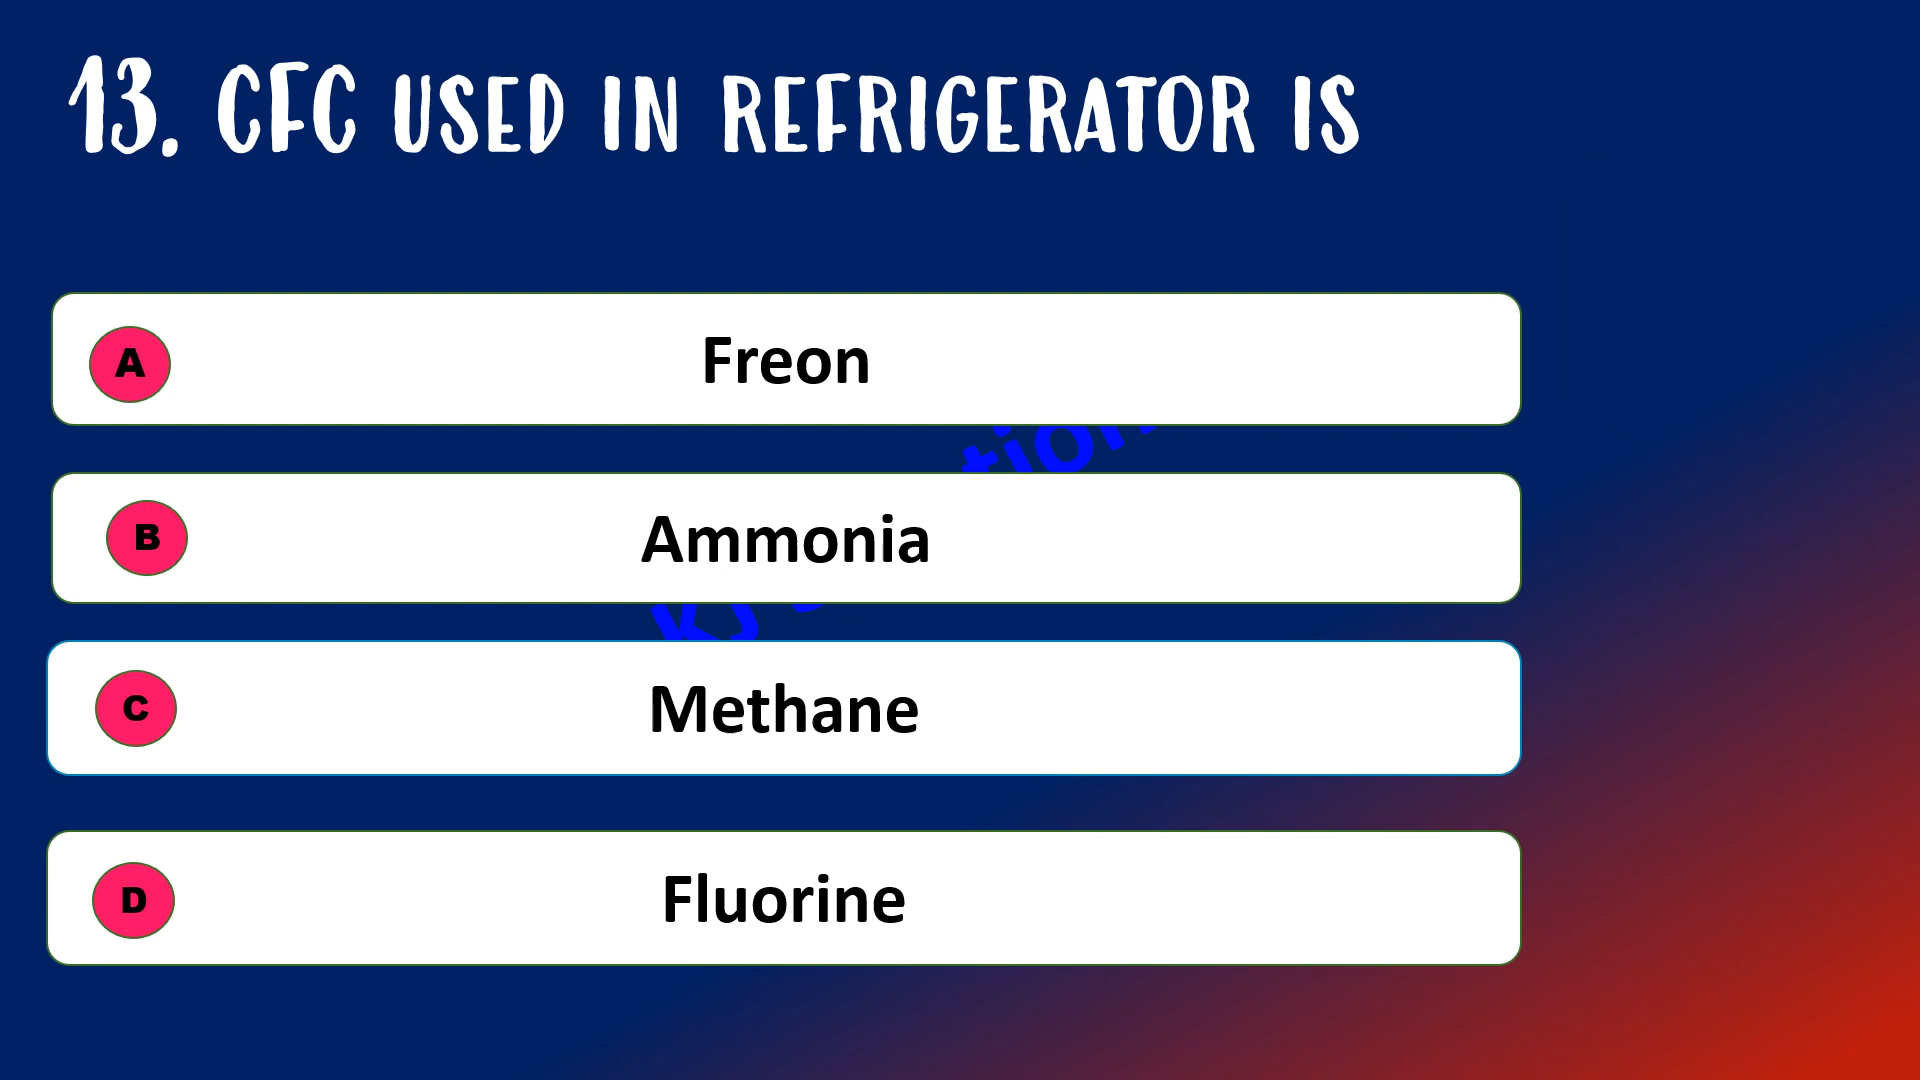 13. CFC USED IN REFRIGERATOR IS
A Freon
B Ammonia
C Methane
D Fluorine